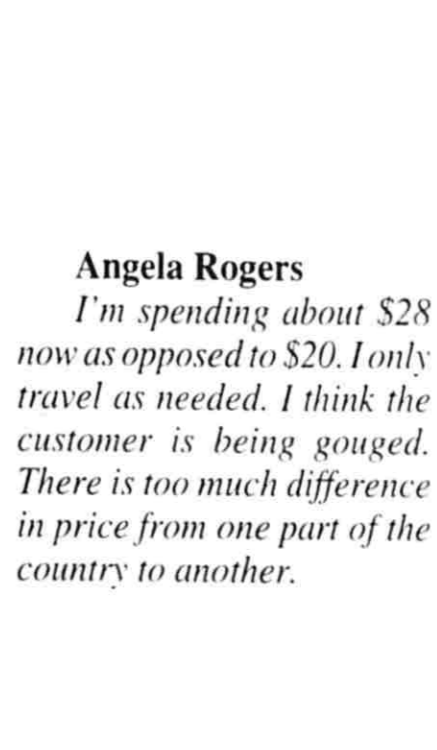 Angela Rogers
I'm spending about $28
now as opposed to $20. I only
travel as needed. I think the
customer is being gouged.
There is too much difference
in price from one part of the
country to another.